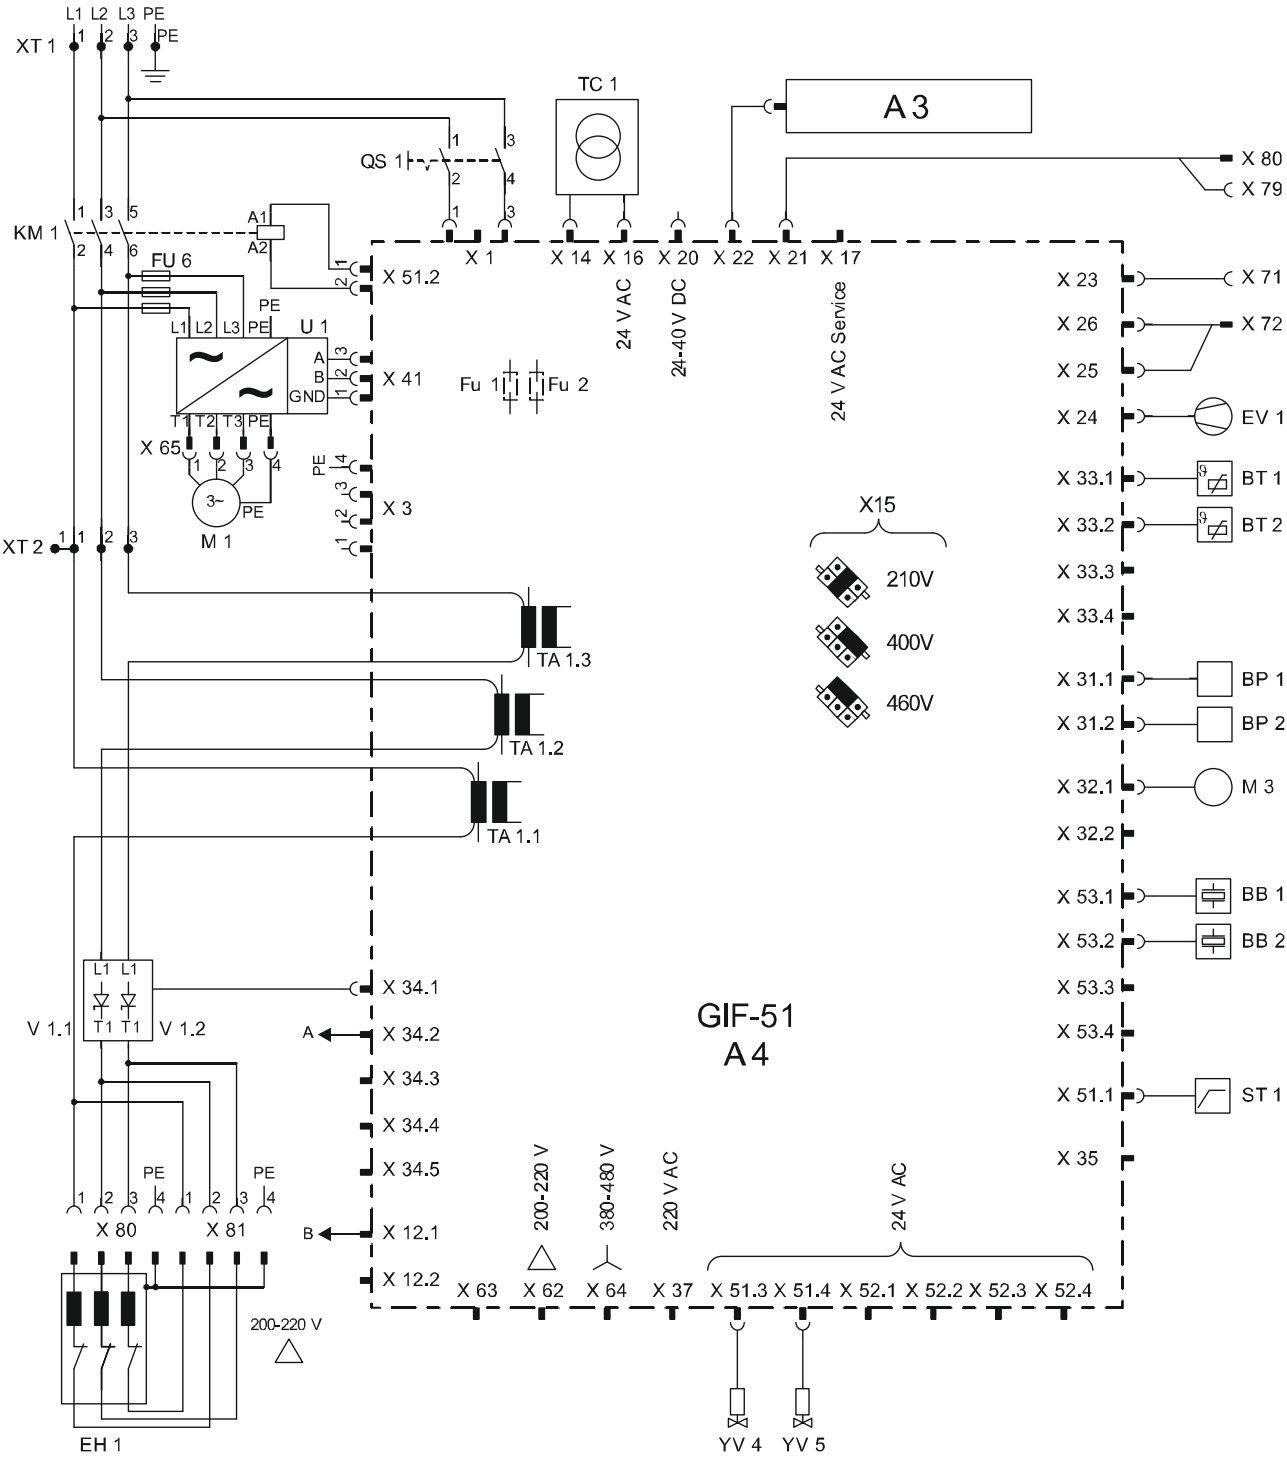 L1 L2 L3 PE
XT 1 1 2 3 PE
TC 1
A 3
QS 1 1 2 3 4
1 3
X 80
X 79
KM 1 1 2 3 4 5 6
A1
A2
FU 6
1
2
X 51.2
X 1
X 14
X 16
X 20
X 22
X 21
X 17
24 V AC
24-40 V DC
24 V AC Service
X 23
X 71
X 26
X 72
X 25
X 24
EV 1
L1 L2 L3 PE
PE
U 1
A 3
B 2
GND 1
X 41
T1 T2 T3 PE
X 65
1 2 3 4
3~
PE
M 1
Fu 1
Fu 2
PE 4
3
2
1
X 3
X15
210V
400V
460V
X 33.1
ϑ
BT 1
X 33.2
ϑ
BT 2
X 33.3
X 33.4
XT 2 1 1 2 3
TA 1.3
TA 1.2
TA 1.1
X 31.1
BP 1
X 31.2
BP 2
X 32.1
M 3
X 32.2
X 53.1
BB 1
X 53.2
BB 2
X 53.3
X 53.4
X 51.1
ST 1
X 35
L1 L1
T1 T1
V 1.1
V 1.2
X 34.1
A
X 34.2
X 34.3
X 34.4
X 34.5
B
X 12.1
X 12.2
GIF-51
A 4
PE
PE
1 2 3 4 1 2 3 4
X 80
X 81
200-220 V
EH 1
200-220 V
380-480 V
220 V AC
24 V AC
X 63
X 62
X 64
X 37
X 51.3
X 51.4
X 52.1
X 52.2
X 52.3
X 52.4
YV 4
YV 5